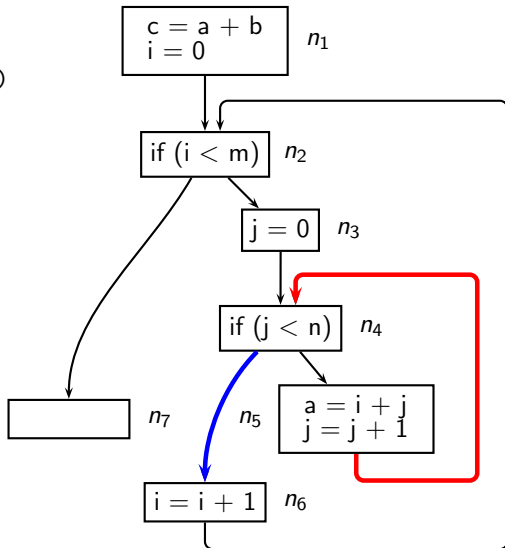 )
c = a + b
i = 0
n1
if (i < m)
n2
j = 0
n3
if (j < n)
n4
n7
n5
a = i + j
j = j + 1
i = i + 1
n6